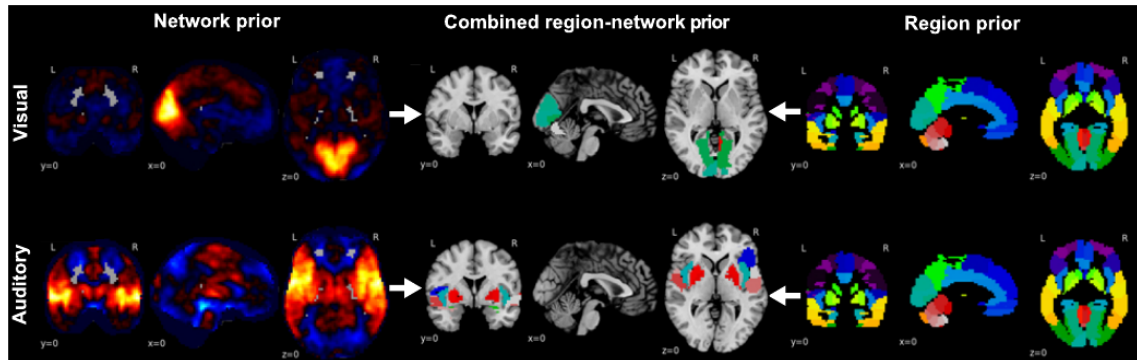 Network prior
Combined region-network prior
Region prior
Visual
L R
L R
L R
L R
L R
L R
y=0
x=0
z=0
y=0
x=0
z=0
y=0
x=0
z=0
Auditory
L R
L R
L R
L R
L R
L R
y=0
x=0
z=0
y=0
x=0
z=0
y=0
x=0
z=0